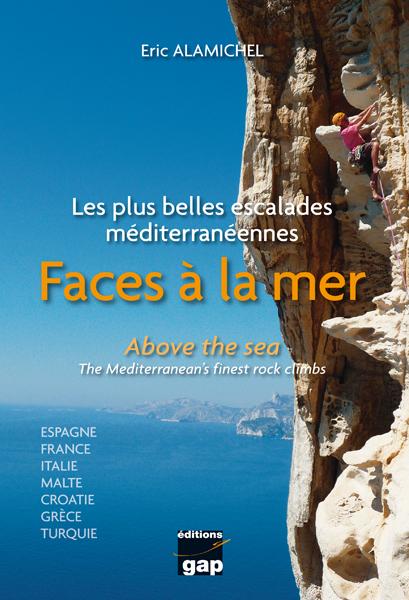 Eric ALAMICHEL
Les plus belles escalades
méditerranéennes
Faces à la mer
Above the sea
The Mediterranean's finest rock climbs
ESPAGNE
FRANCE
ITALIE
MALTE
CROATIE
GRÈCE
TURQUIE
éditions
gap